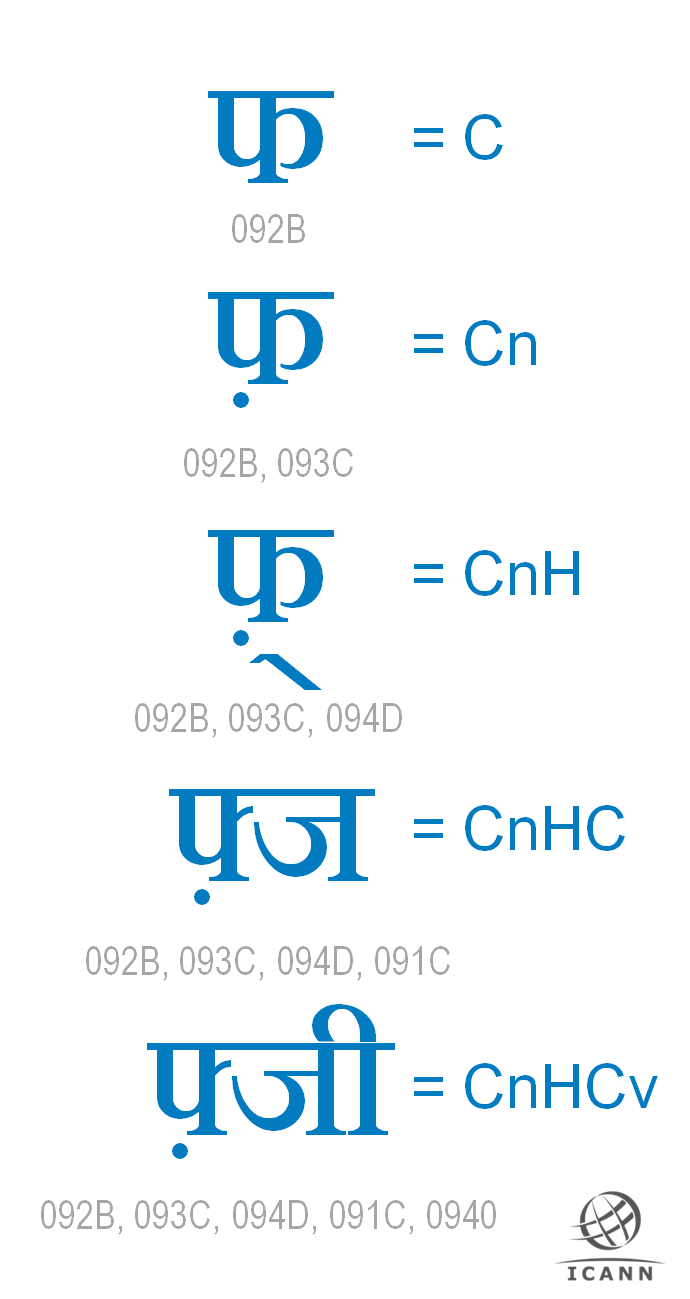 फ = C
092B
फ़ = Cn
092B, 093C
फ़् = CnH
092B, 093C, 094D
फ़्ज = CnHC
092B, 093C, 094D, 091C
फ़्जी = CnHCv
092B, 093C, 094D, 091C, 0940
ICANN